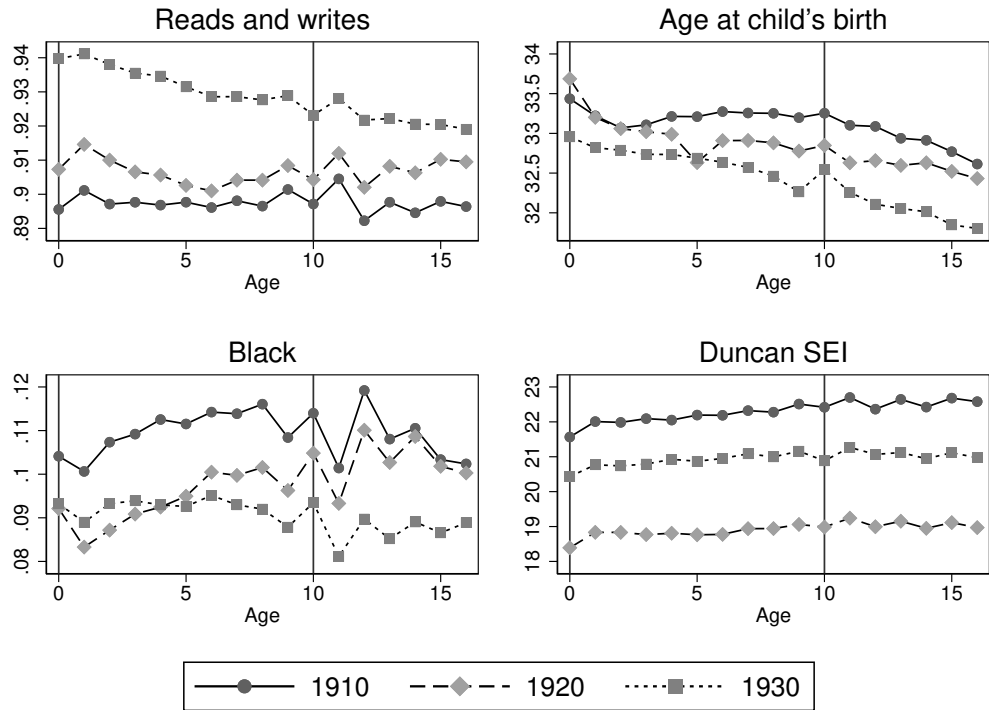 Reads and writes
Age at child's birth
.94
.93
.92
.91
.9
.89
0 5 10 15
Age
34
33.5
33
32.5
32
0 5 10 15
Age
Black
Duncan SEI
.12
.11
.1
.09
.08
0 5 10 15
Age
23
22
21
20
19
18
0 5 10 15
Age
1910 1920 1930